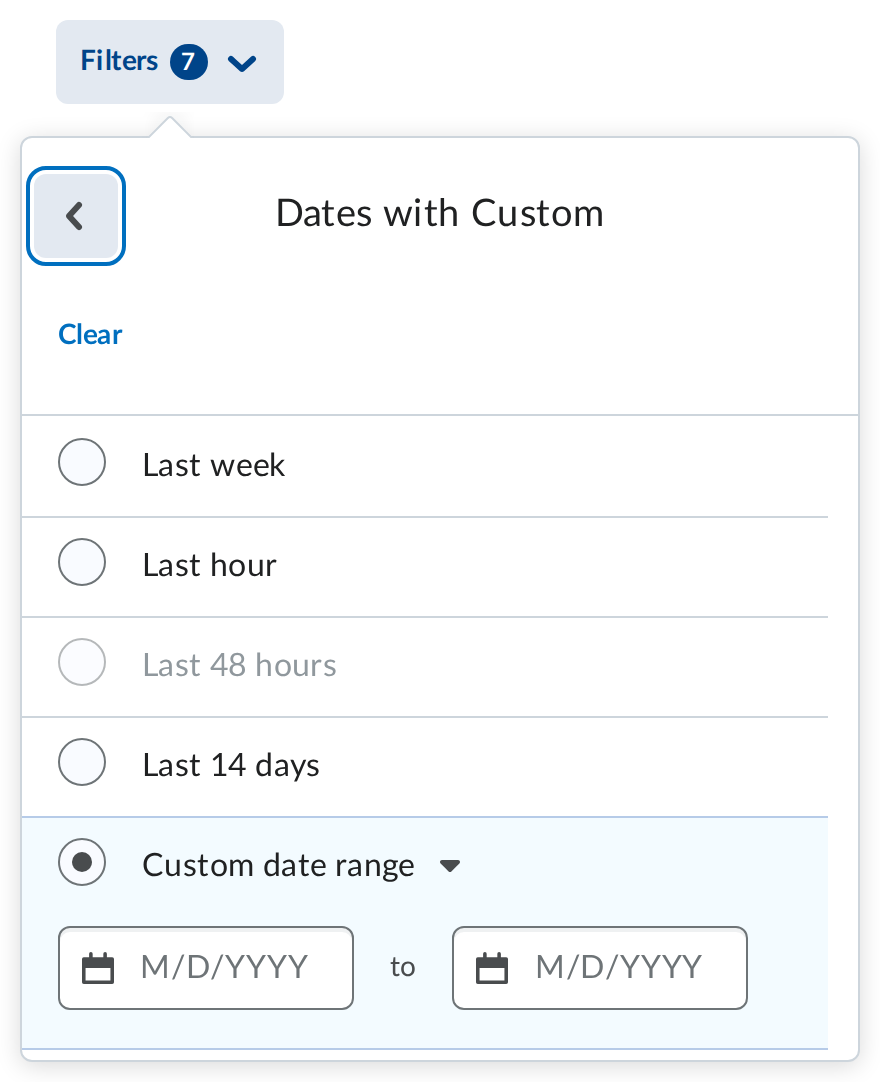 Filters 7
Dates with Custom
Clear
Last week
Last hour
Last 48 hours
Last 14 days
Custom date range
M/D/YYYY to M/D/YYYY